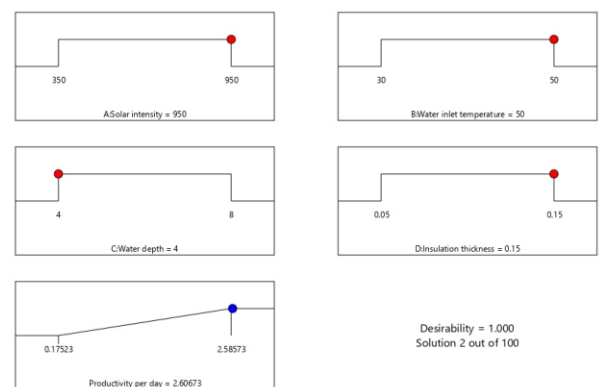 350 950
A:Solar intensity = 950
30 50
B:Water inlet temperature = 50
4 8
C:Water depth = 4
0.05 0.15
D:Insulation thickness = 0.15
0.17523 2.58573
Productivity per day = 2.60673
Desirability = 1.000
Solution 2 out of 100